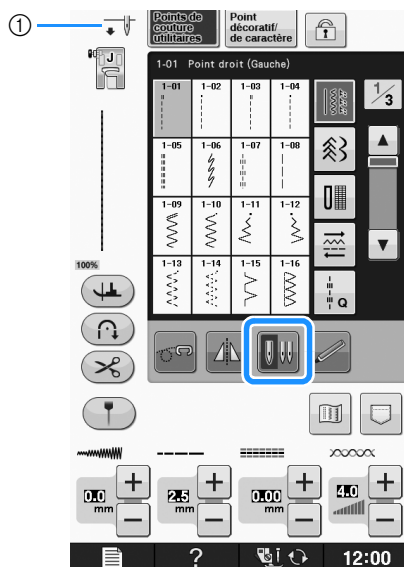 ①
Points de
couture
utilitaires
Point
décoratif/
de caractère
J
1-01 Point droit (Gauche)
1-01 1-02 1-03 1-04
1/3
1-05 1-06 1-07 1-08
1-09 1-10 1-11 1-12
1-13 1-14 1-15 1-16
Q
100%
0.0 mm
2.5 mm
0.00 mm
4.0
+ + + +
− − − −
? i 12:00